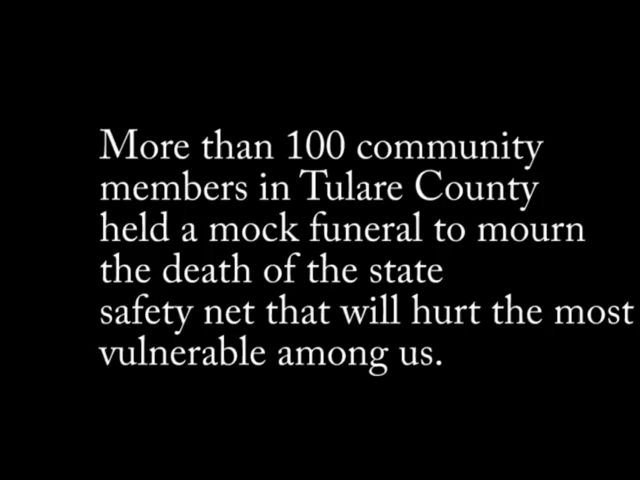 More than 100 community
members in Tulare County
held a mock funeral to mourn
the death of the state
safety net that will hurt the most
vulnerable among us.